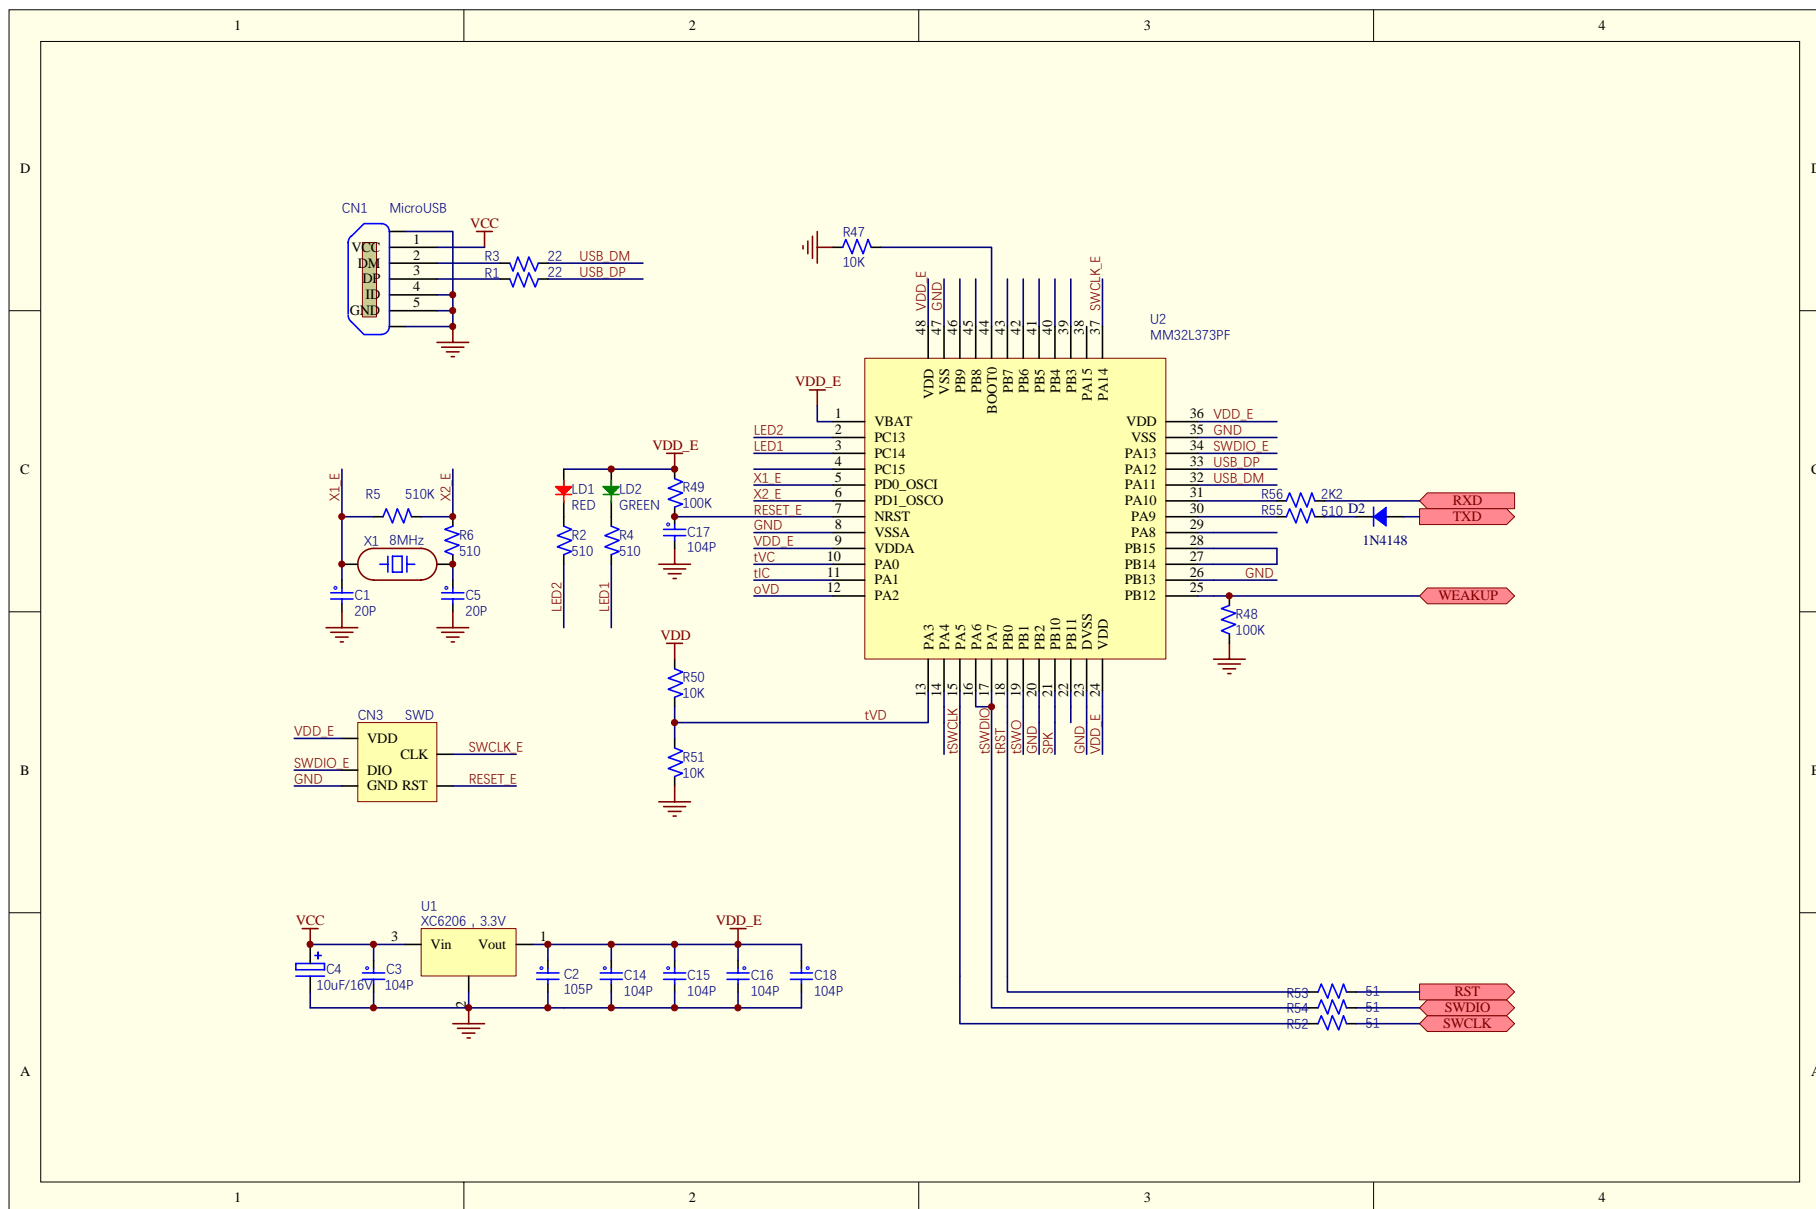 1 2 3 4
D
CN1 MicroUSB
VCC
VCC
DM
DP
ID
GND
1
2
3
4
5
R3 22 USB_DM
R1 22 USB_DP
R47
10K
VDD_E
GND
SWCLK_E
48 47 46 45 44 43 42 41 40 39 38 37
U2
MM32L373PF
VDD VSS PB9 PB8 BOOT0 PB7 PB6 PB5 PB4 PB3 PA15 PA14
VDD_E
1 VBAT
LED2 2 PC13
LED1 3 PC14
4 PC15
X1_E 5 PD0_OSCI
X2_E 6 PD1_OSCO
RESET_E 7 NRST
GND 8 VSSA
VDD_E 9 VDDA
tVC 10 PA0
tIC 11 PA1
oVD 12 PA2
VDD 36 VDD_E
VSS 35 GND
PA13 34 SWDIO_E
PA12 33 USB_DP
PA11 32 USB_DM
PA10 31 R56 2K2 RXD
PA9 30 R55 510 D2 TXD
1N4148
PA8 29
PB15 28
PB14 27
PB13 26 GND
PB12 25 WEAKUP
R48
100K
PA3 PA4 PA5 PA6 PA7 PB0 PB1 PB2 PB10 PB11 DVSS VDD
13 14 15 16 17 18 19 20 21 22 23 24
tVD
tSWCLK
tSWDIO
tRST
tSWO
GND
SPK
GND
VDD_E
C
X1_E
X2_E
R5 510K
R6
510
X1 8MHz
C1
20P
C5
20P
VDD_E
LD1
RED
LD2
GREEN
R49
100K
C17
104P
R2
510
R4
510
LED2
LED1
VDD
R50
10K
R51
10K
B
CN3 SWD
VDD_E VDD
CLK SWCLK_E
SWDIO_E DIO
GND GND RST RESET_E
VCC
U1
XC6206 , 3.3V
3 Vin Vout 1
2
VDD_E
C4
10uF/16V
C3
104P
C2
105P
C14
104P
C15
104P
C16
104P
C18
104P
R53 51 RST
R54 51 SWDIO
R52 51 SWCLK
A
1 2 3 4